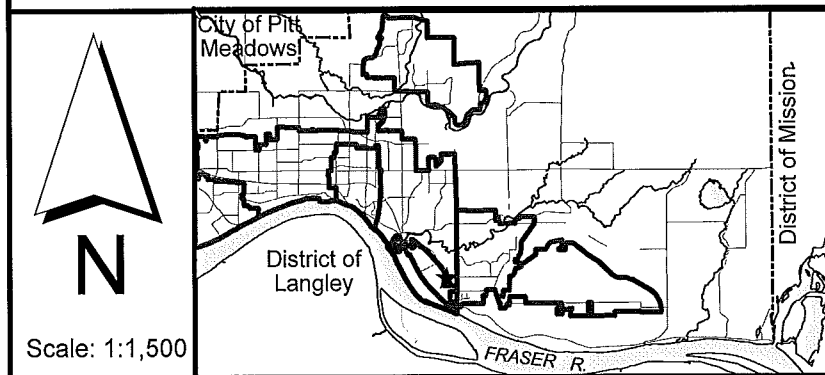 City of Pitt
Meadows
District of Mission
District of
Langley
N
Scale: 1:1,500
FRASER R.